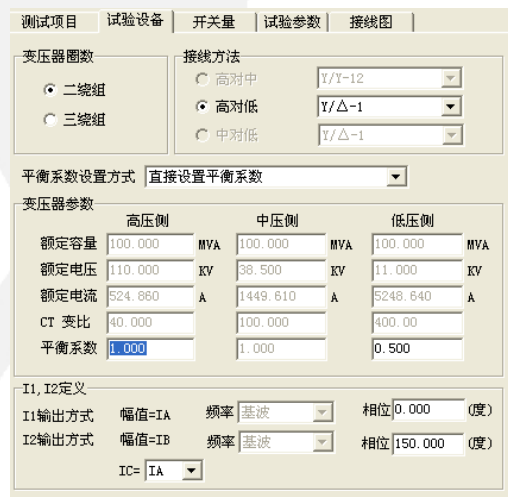 测试项目 试验设备 开关量 试验参数 接线图
变压器圈数 接线方法
二绕组 高对中 Y/Y-12
三绕组 高对低 Y/△-1
中对低 Y/△-1
平衡系数设置方式 直接设置平衡系数
变压器参数
高压侧 中压侧 低压侧
额定容量 100.000 MVA 100.000 MVA 100.000 MVA
额定电压 110.000 KV 38.500 KV 11.000 KV
额定电流 524.860 A 1449.610 A 5248.640 A
CT 变比 40.000 100.000 400.00
平衡系数 1.000 1.000 0.500
I1,I2定义
I1输出方式 幅值=IA 频率 基波 相位 0.000 (度)
I2输出方式 幅值=IB 频率 基波 相位 150.000 (度)
IC= IA